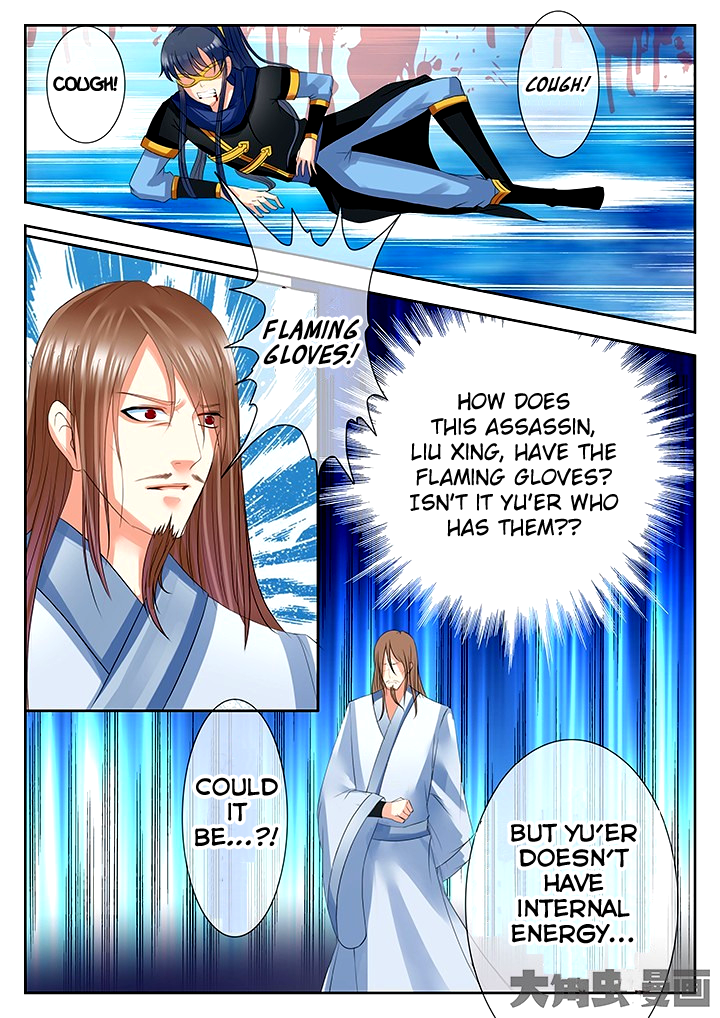 COUGH!
COUGH!
FLAMING
GLOVES!
HOW DOES
THIS ASSASSIN,
LIU XING, HAVE THE
FLAMING GLOVES?
ISN'T IT YU'ER WHO
HAS THEM??
COULD
IT
BE...?!
BUT YU'ER
DOESN'T
HAVE
INTERNAL
ENERGY...
大角虫漫画